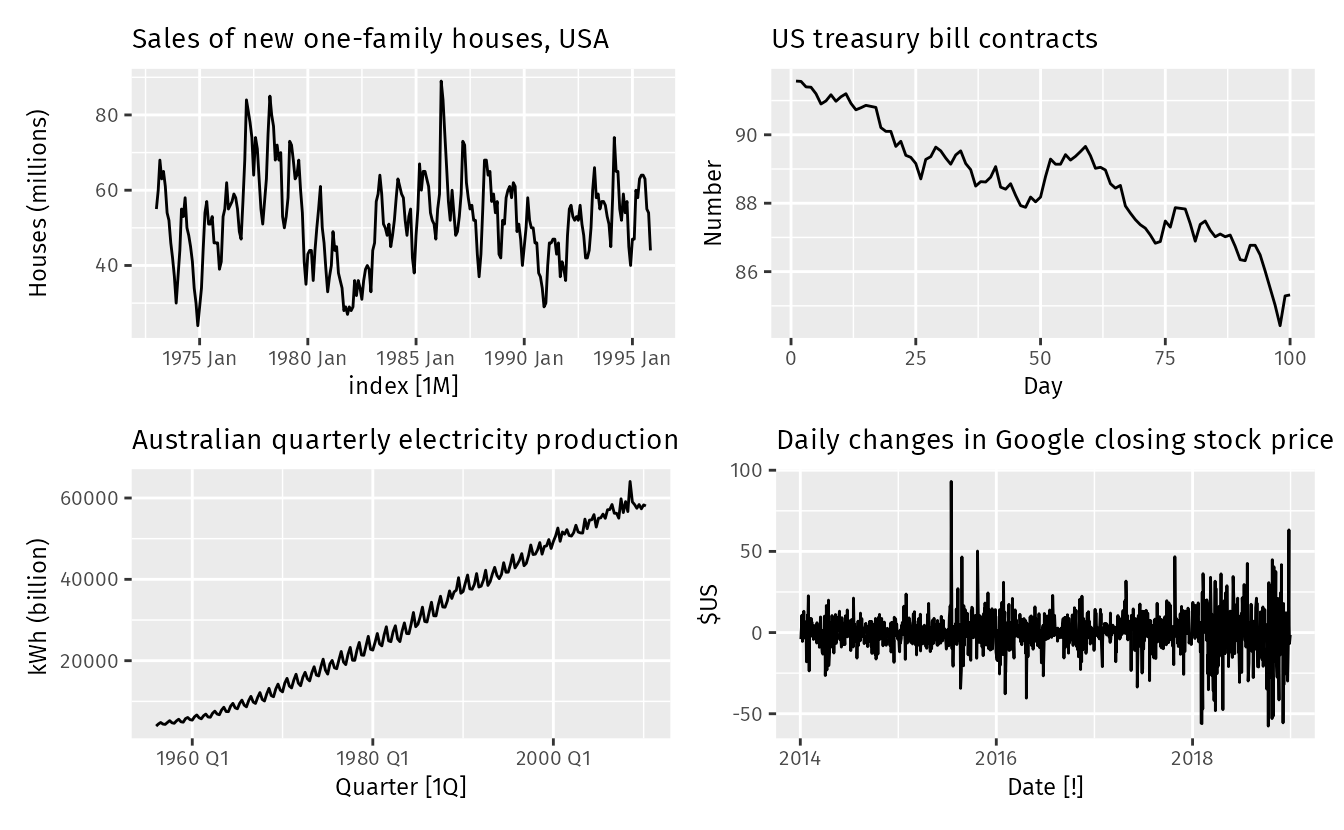 Sales of new one-family houses, USA
Houses (millions)
80
60
40
1975 Jan 1980 Jan 1985 Jan 1990 Jan 1995 Jan
index [1M]
US treasury bill contracts
Number
90
88
86
0 25 50 75 100
Day
Australian quarterly electricity production
kWh (billion)
60000
40000
20000
1960 Q1 1980 Q1 2000 Q1
Quarter [1Q]
Daily changes in Google closing stock price
$US
100
50
0
-50
2014 2016 2018
Date [!]